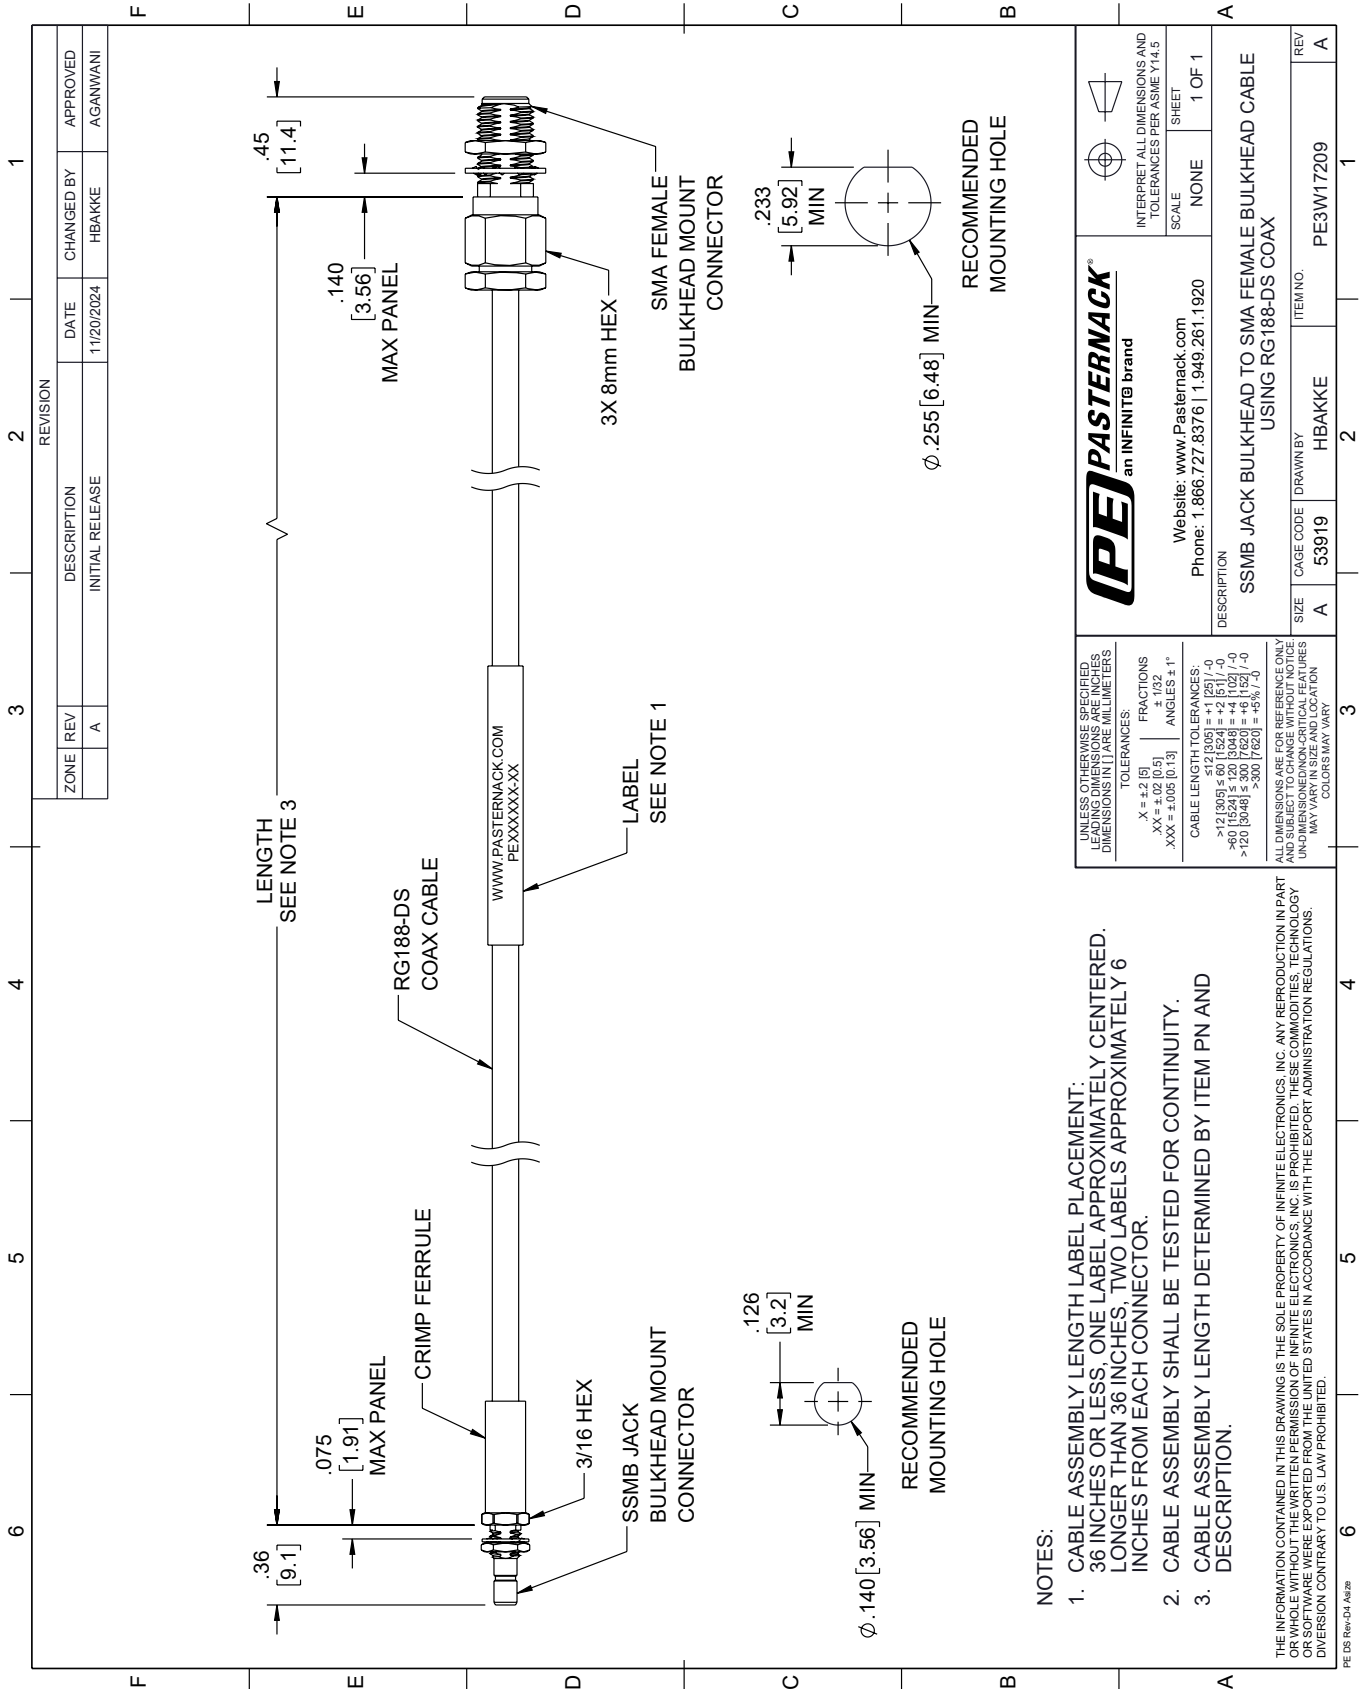 6
5
4
3
2
1
F
E
D
C
B
A
REVISION
ZONE REV DESCRIPTION DATE CHANGED BY APPROVED
A INITIAL RELEASE 11/20/2024 HBAKKE AGANWANI
.36
[9.1]
LENGTH
SEE NOTE 3
.45
[11.4]
.075
[1.91]
MAX PANEL
.140
[3.56]
MAX PANEL
CRIMP FERRULE
RG188-DS
COAX CABLE
WWW.PASTERNACK.COM
PEXXXXXX-XX
3/16 HEX
SSMB JACK
BULKHEAD MOUNT
CONNECTOR
LABEL
SEE NOTE 1
3X 8mm HEX
SMA FEMALE
BULKHEAD MOUNT
CONNECTOR
.126
[3.2]
MIN
⌀.140 [3.56] MIN
RECOMMENDED
MOUNTING HOLE
.233
[5.92]
MIN
⌀.255 [6.48] MIN
RECOMMENDED
MOUNTING HOLE
NOTES:
1. CABLE ASSEMBLY LENGTH LABEL PLACEMENT:
36 INCHES OR LESS, ONE LABEL APPROXIMATELY CENTERED.
LONGER THAN 36 INCHES, TWO LABELS APPROXIMATELY 6
INCHES FROM EACH CONNECTOR.
2. CABLE ASSEMBLY SHALL BE TESTED FOR CONTINUITY.
3. CABLE ASSEMBLY LENGTH DETERMINED BY ITEM PN AND
DESCRIPTION.
THE INFORMATION CONTAINED IN THIS DRAWING IS THE SOLE PROPERTY OF INFINITE ELECTRONICS, INC. ANY REPRODUCTION IN PART
OR WHOLE WITHOUT THE WRITTEN PERMISSION OF INFINITE ELECTRONICS, INC. IS PROHIBITED. THESE COMMODITIES, TECHNOLOGY
OR SOFTWARE WERE EXPORTED FROM THE UNITED STATES IN ACCORDANCE WITH THE EXPORT ADMINISTRATION REGULATIONS.
DIVERSION CONTRARY TO U.S. LAW PROHIBITED.
UNLESS OTHERWISE SPECIFIED
LEADING DIMENSIONS ARE INCHES
DIMENSIONS IN [ ] ARE MILLIMETERS
TOLERANCES:
.X = ±.2 [5] FRACTIONS
.XX = ±.02 [0.5] ± 1/32
.XXX = ±.005 [0.13] ANGLES ± 1°
CABLE LENGTH TOLERANCES:
≤12 [305] = +1 [25] / -0
>12 [305] ≤ 60 [1524] = +2 [51] / -0
>60 [1524] ≤ 120 [3048] = +4 [102] / -0
>120 [3048] ≤ 300 [7620] = +6 [152] / -0
>300 [7620] = +5% / -0
ALL DIMENSIONS ARE FOR REFERENCE ONLY
AND SUBJECT TO CHANGE WITHOUT NOTICE.
UN-DIMENSIONED/NON-CRITICAL FEATURES
MAY VARY IN SIZE AND LOCATION
COLORS MAY VARY
PE PASTERNACK®
an INFINIT@ brand
Website: www.Pasternack.com
Phone: 1.866.727.8376 | 1.949.261.1920
INTERPRET ALL DIMENSIONS AND
TOLERANCES PER ASME Y14.5
SCALE NONE
SHEET 1 OF 1
DESCRIPTION
SSMB JACK BULKHEAD TO SMA FEMALE BULKHEAD CABLE
USING RG188-DS COAX
SIZE CAGE CODE DRAWN BY ITEM NO. REV
A 53919 HBAKKE PE3W17209 A
PE DS Rev-D4 Asize
6
5
4
3
2
1
F
E
D
C
B
A